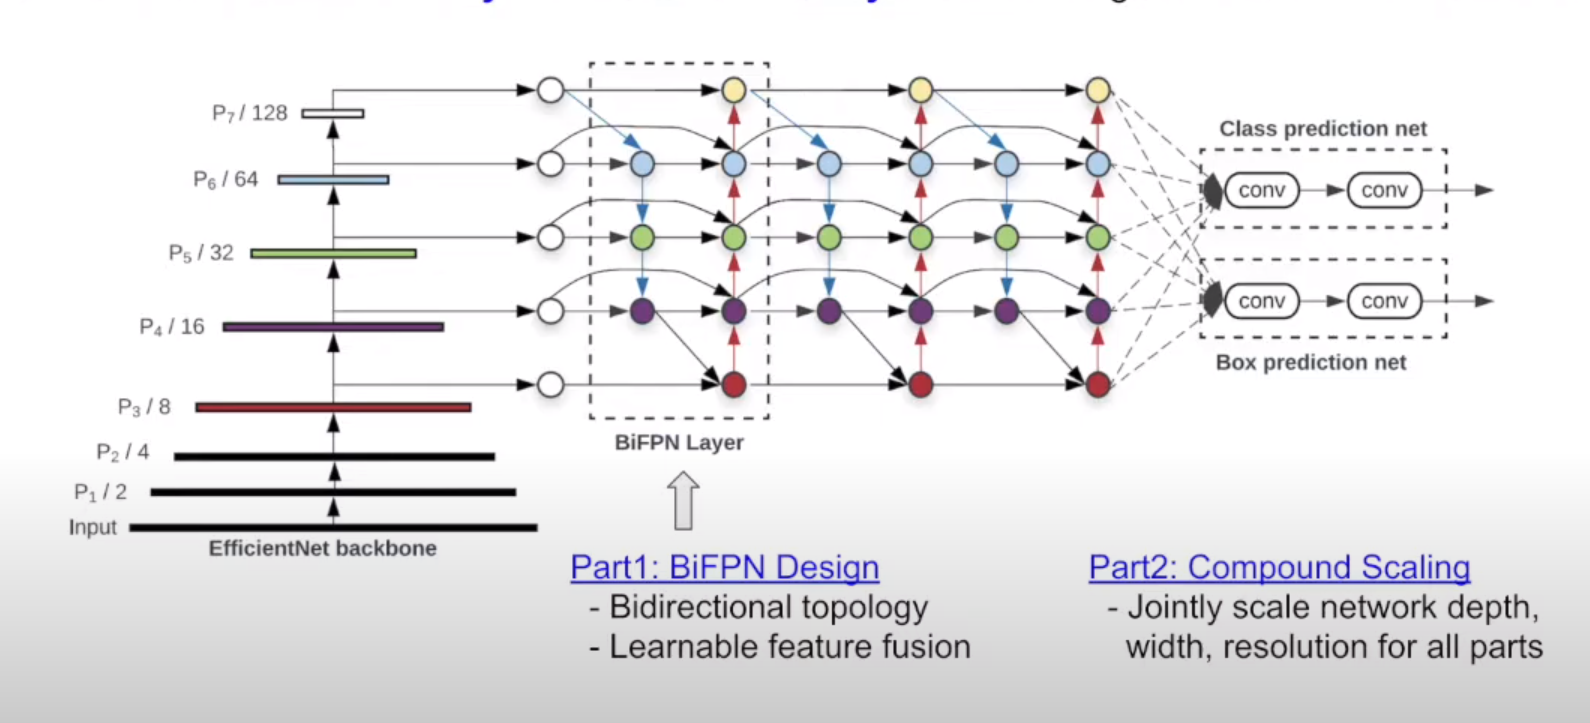 P7 / 128
P6 / 64
P5 / 32
P4 / 16
P3 / 8
P2 / 4
P1 / 2
Input
EfficientNet backbone
BiFPN Layer
Class prediction net
conv
conv
conv
conv
Box prediction net
Part1: BiFPN Design
- Bidirectional topology
- Learnable feature fusion
Part2: Compound Scaling
- Jointly scale network depth,
width, resolution for all parts